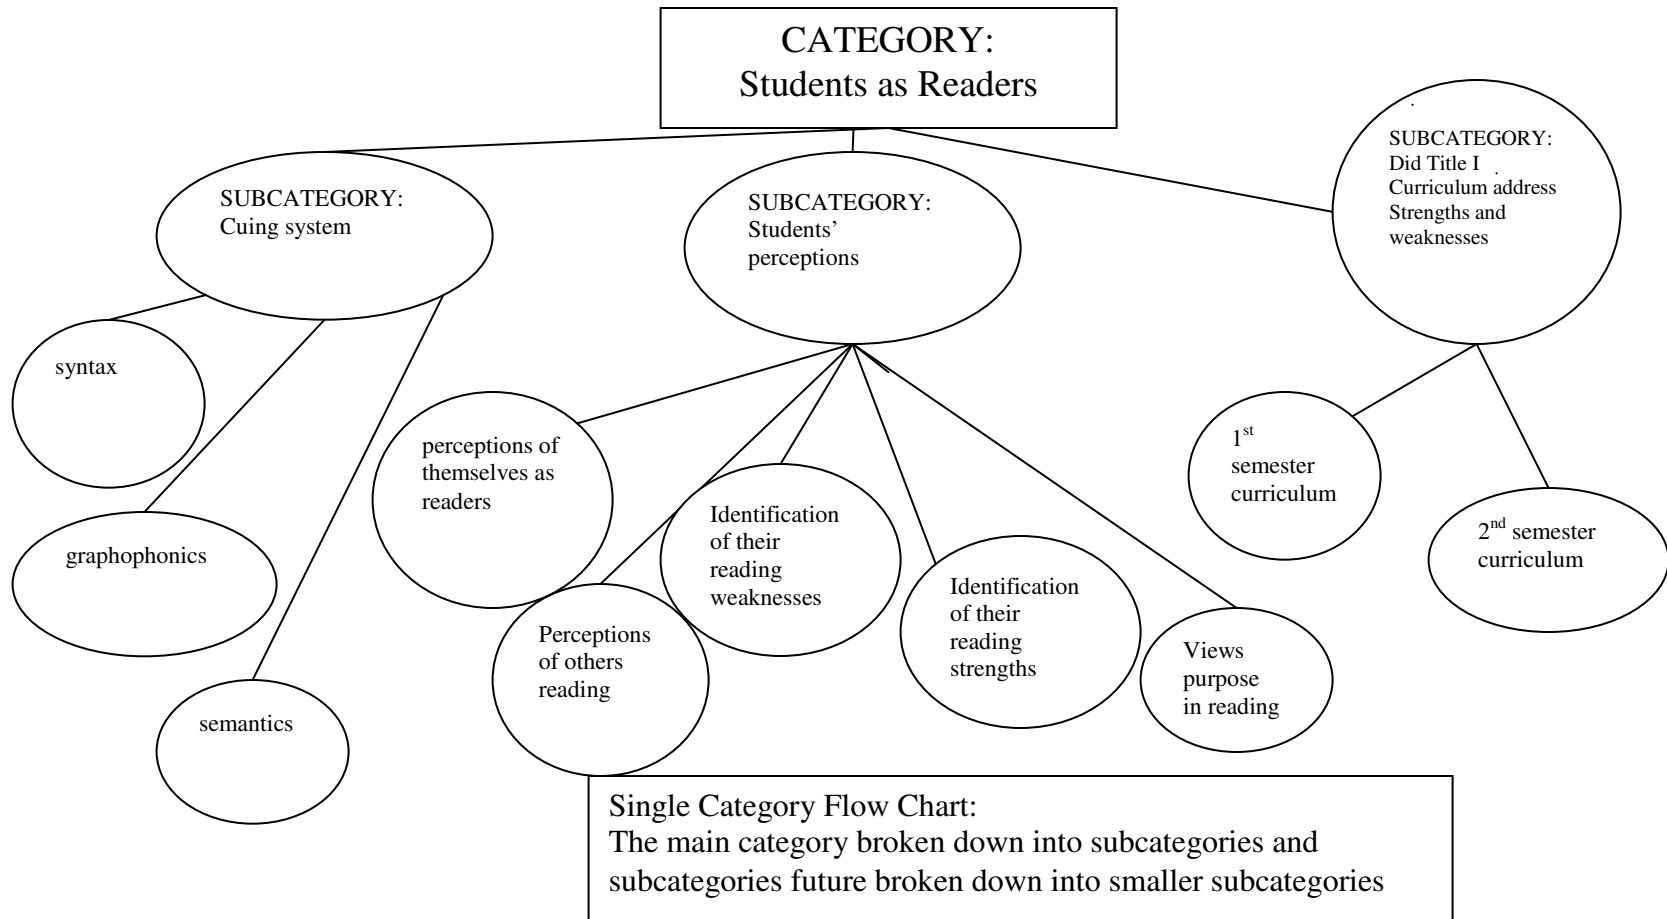 CATEGORY:
Students as Readers
SUBCATEGORY:
Cuing system
SUBCATEGORY:
Students’
perceptions
SUBCATEGORY:
Did Title I
Curriculum address
Strengths and
weaknesses
syntax
graphophonics
semantics
perceptions of
themselves as
readers
Perceptions
of others
reading
Identification
of their
reading
weaknesses
Identification
of their
reading
strengths
Views
purpose
in reading
1st
semester
curriculum
2nd semester
curriculum
Single Category Flow Chart:
The main category broken down into subcategories and
subcategories future broken down into smaller subcategories